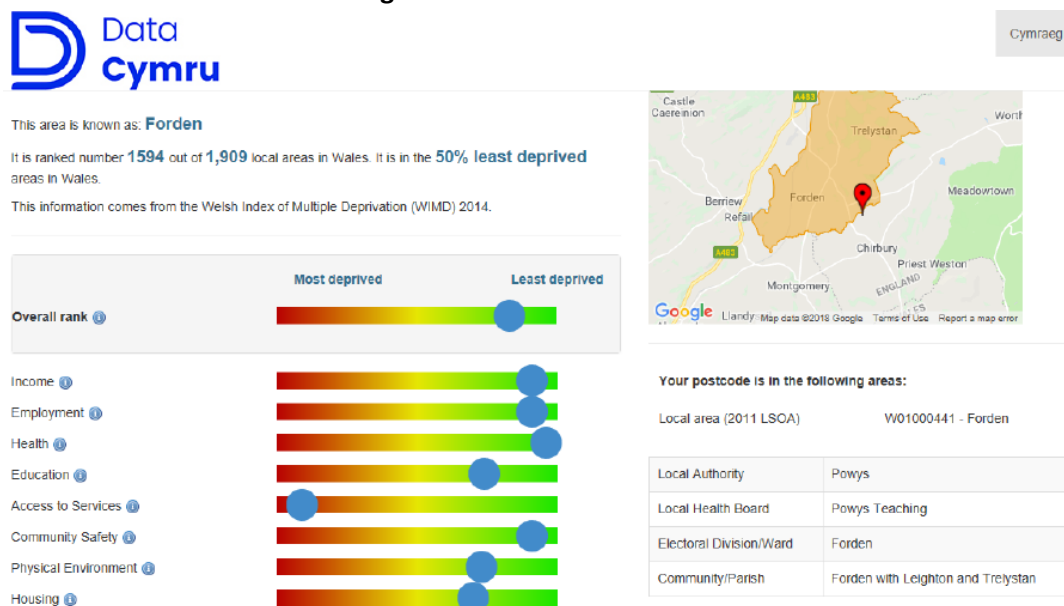 Data
Cymru
Cymraeg
This area is known as: Forden
It is ranked number 1594 out of 1,909 local areas in Wales. It is in the 50% least deprived
areas in Wales.
This information comes from the Welsh Index of Multiple Deprivation (WIMD) 2014.
Most deprived Least deprived
Overall rank
Income
Employment
Health
Education
Access to Services
Community Safety
Physical Environment
Housing
Castle
Caereinion
A483
Trelystan
Worth
Meadowtown
Berriew
Forden
Refail
A483
Chirbury
Priest Weston
Montgomery
ENGLAND
Google
Llandy
Map data ©2018 Google Terms of Use Report a map error
Your postcode is in the following areas:
Local area (2011 LSOA) W01000441 - Forden
Local Authority Powys
Local Health Board Powys Teaching
Electoral Division/Ward Forden
Community/Parish Forden with Leighton and Trelystan